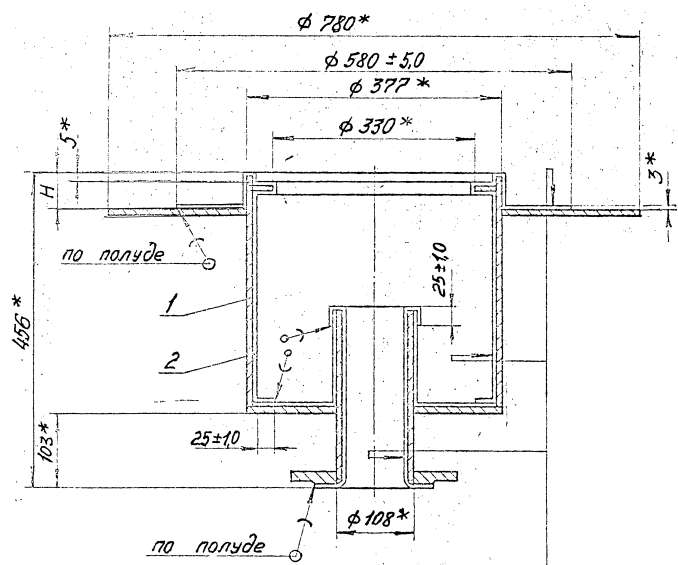 ϕ 780*
ϕ 580 ± 5,0
ϕ 377 *
ϕ 330*
5*
H
3*
по полуде
25±1,0
1
456*
2
103*
25±1,0
ϕ 108*
по полуде